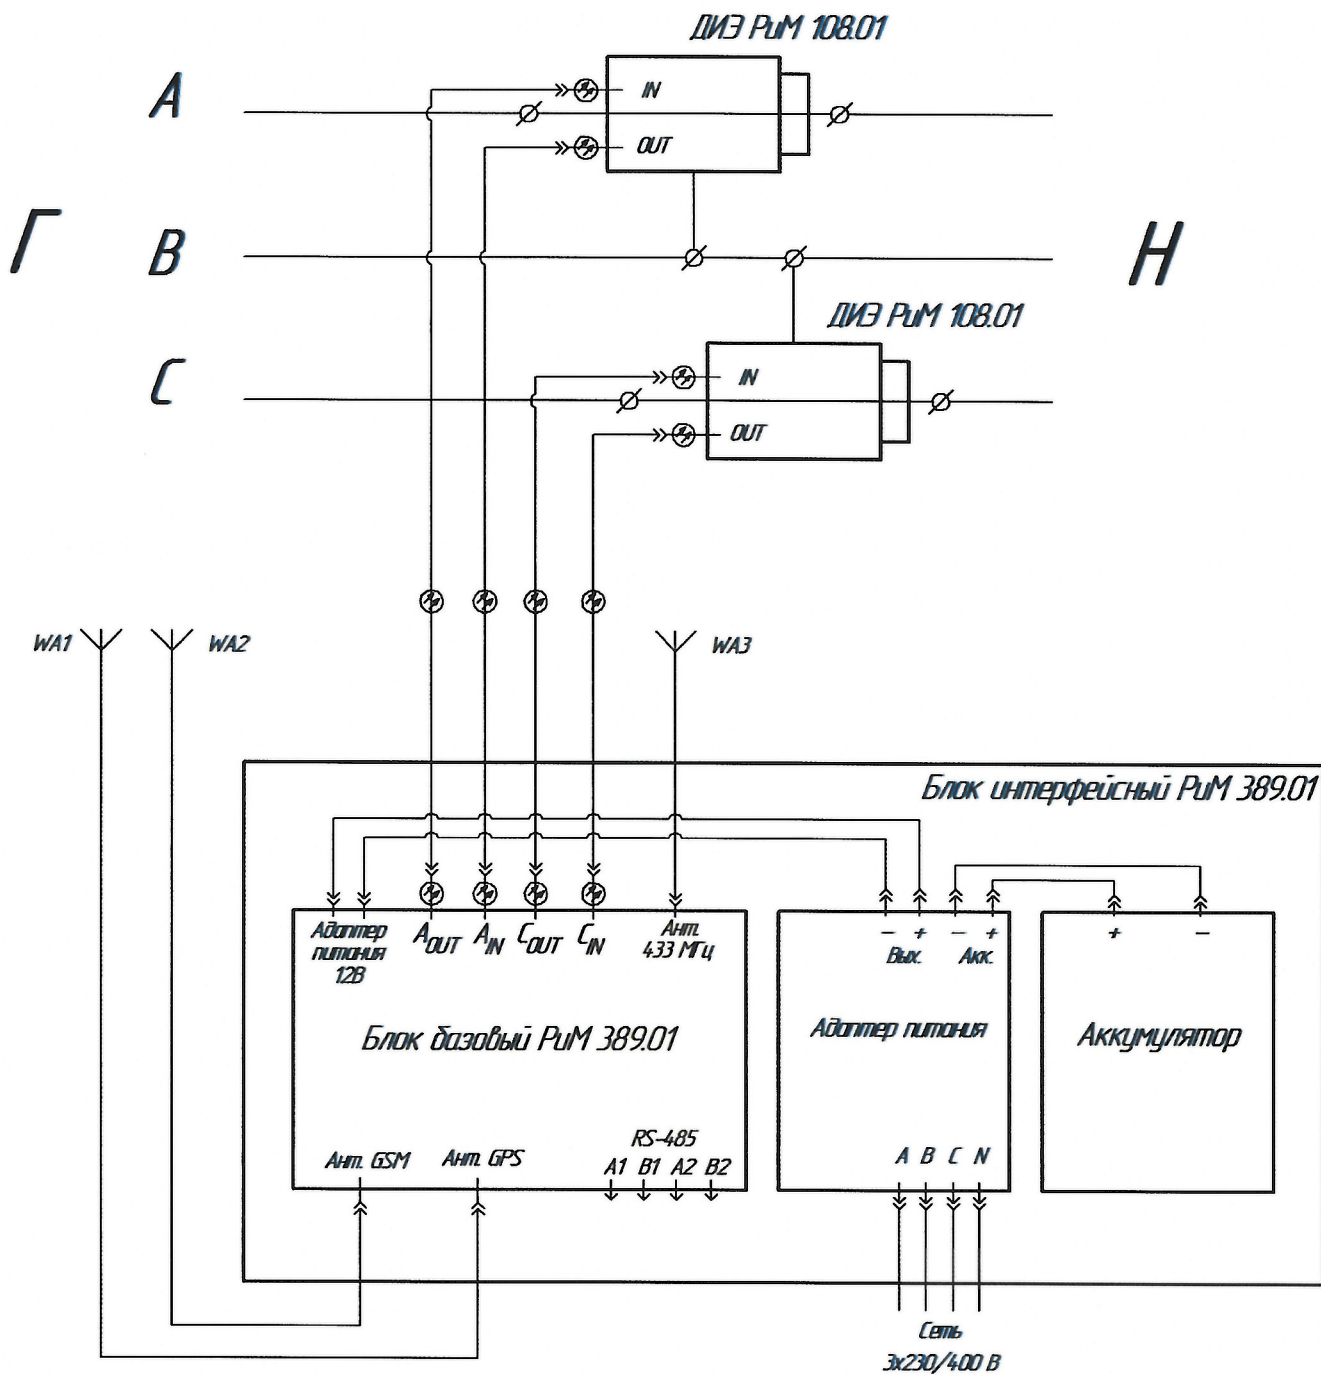 ДИЭ РиМ 108.01
A
IN
OUT
Г
B
Н
ДИЭ РиМ 108.01
C
IN
OUT
WA1
WA2
WA3
Блок интерфейсный РиМ 389.01
Адаптер
питания
12В
AOUT
AIN
COUT
CIN
Ант.
433 МГц
− + − +
Вых.
Акк.
+ −
Блок базовый РиМ 389.01
Адаптер питания
Аккумулятор
RS-485
Ант. GSM
Ант. GPS
A1 B1 A2 B2
A B C N
Сеть
3x230/400 В